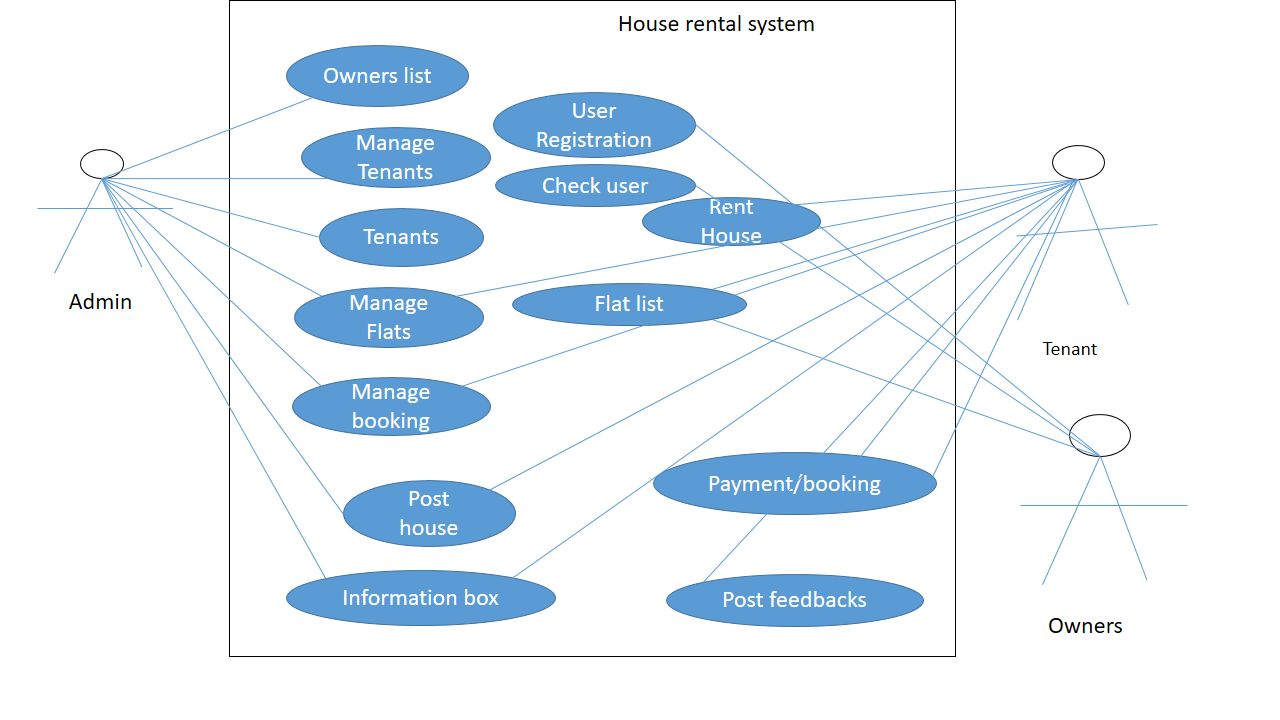 House rental system
Owners list
User
Registration
Manage
Tenants
Check user
Rent
House
Tenants
Manage
Flats
Flat list
Admin
Tenant
Manage
booking
Payment/booking
Post
house
Information box
Post feedbacks
Owners